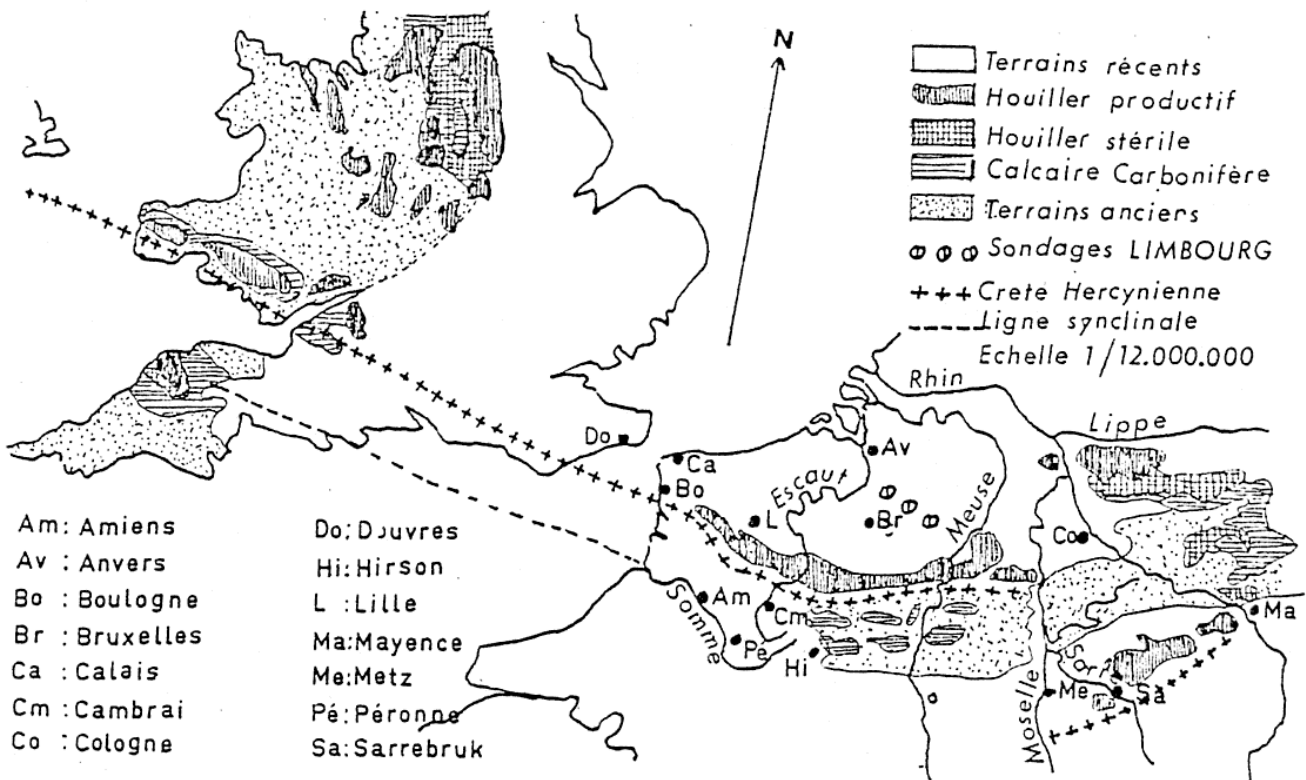 N
Terrains récents
Houiller productif
Houiller stérile
Calcaire Carbonifère
Terrains anciers
Sondages LIMBOURG
Crete Hercynienne
Ligne synclinale
Echelle 1/12.000.000
Rhin
Lippe
Do
Ca
Bo
Av
Escaut
Meuse
L
Br
Co
Am
Cm
Somme
Pé
Hi
Ma
Sarre
Me
Sa
Moselle
Am: Amiens
Av : Anvers
Bo : Boulogne
Br : Bruxelles
Ca : Calais
Cm : Cambrai
Co : Cologne
Do: Douvres
Hi: Hirson
L : Lille
Ma: Mayence
Me: Metz
Pé: Péronne
Sa: Sarrebruk